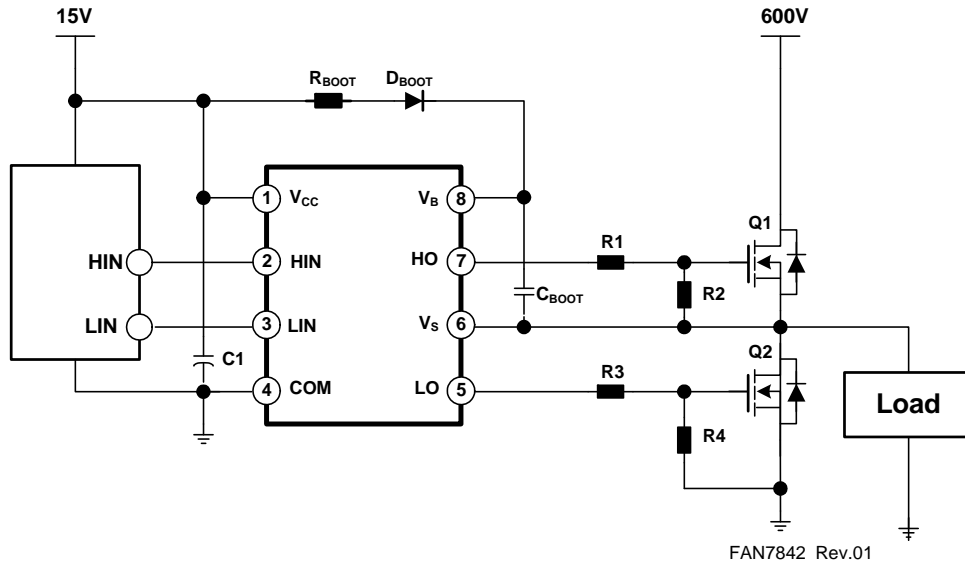 15V
600V
RBOOT
DBOOT
1 VCC
VB 8
Q1
HIN
2 HIN
HO 7
R1
R2
CBOOT
LIN
3 LIN
VS 6
C1
Q2
4 COM
LO 5
R3
R4
Load
FAN7842 Rev.01